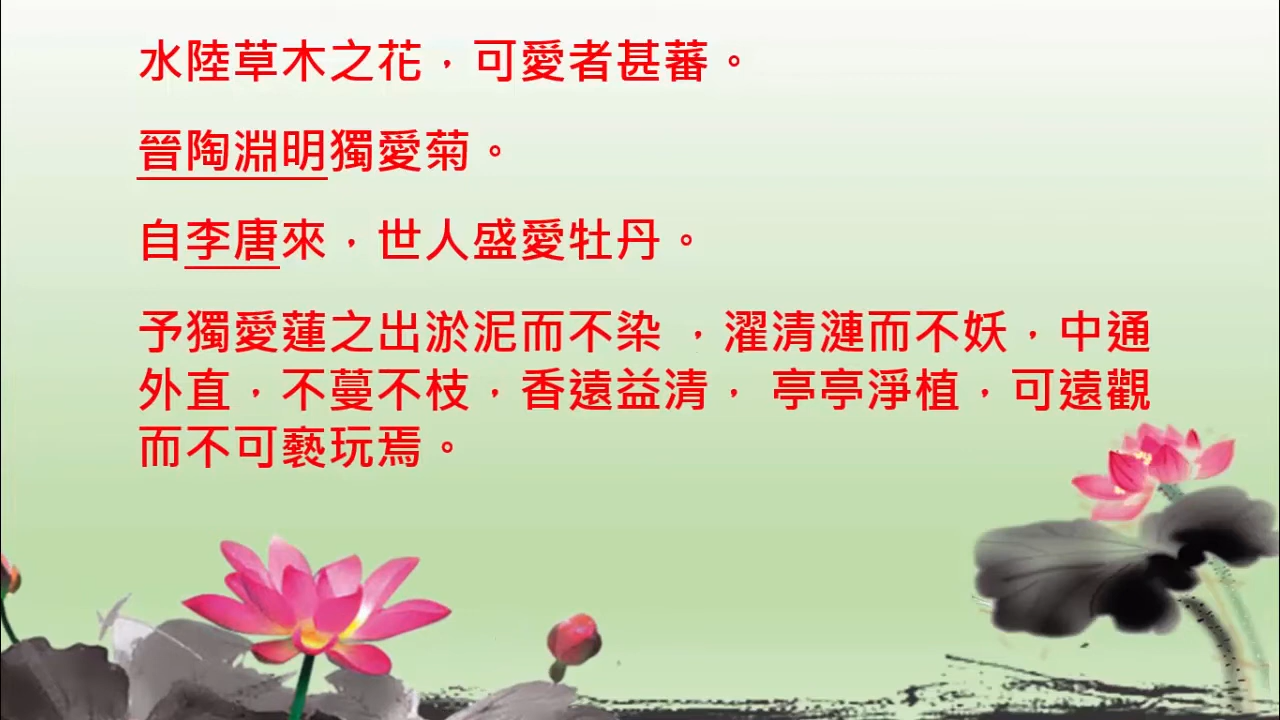 水陸草木之花，可愛者甚蕃。
晉陶淵明獨愛菊。
自李唐來，世人盛愛牡丹。
予獨愛蓮之出淤泥而不染 ，濯清漣而不妖，中通
外直，不蔓不枝，香遠益清， 亭亭淨植，可遠觀
而不可褻玩焉。